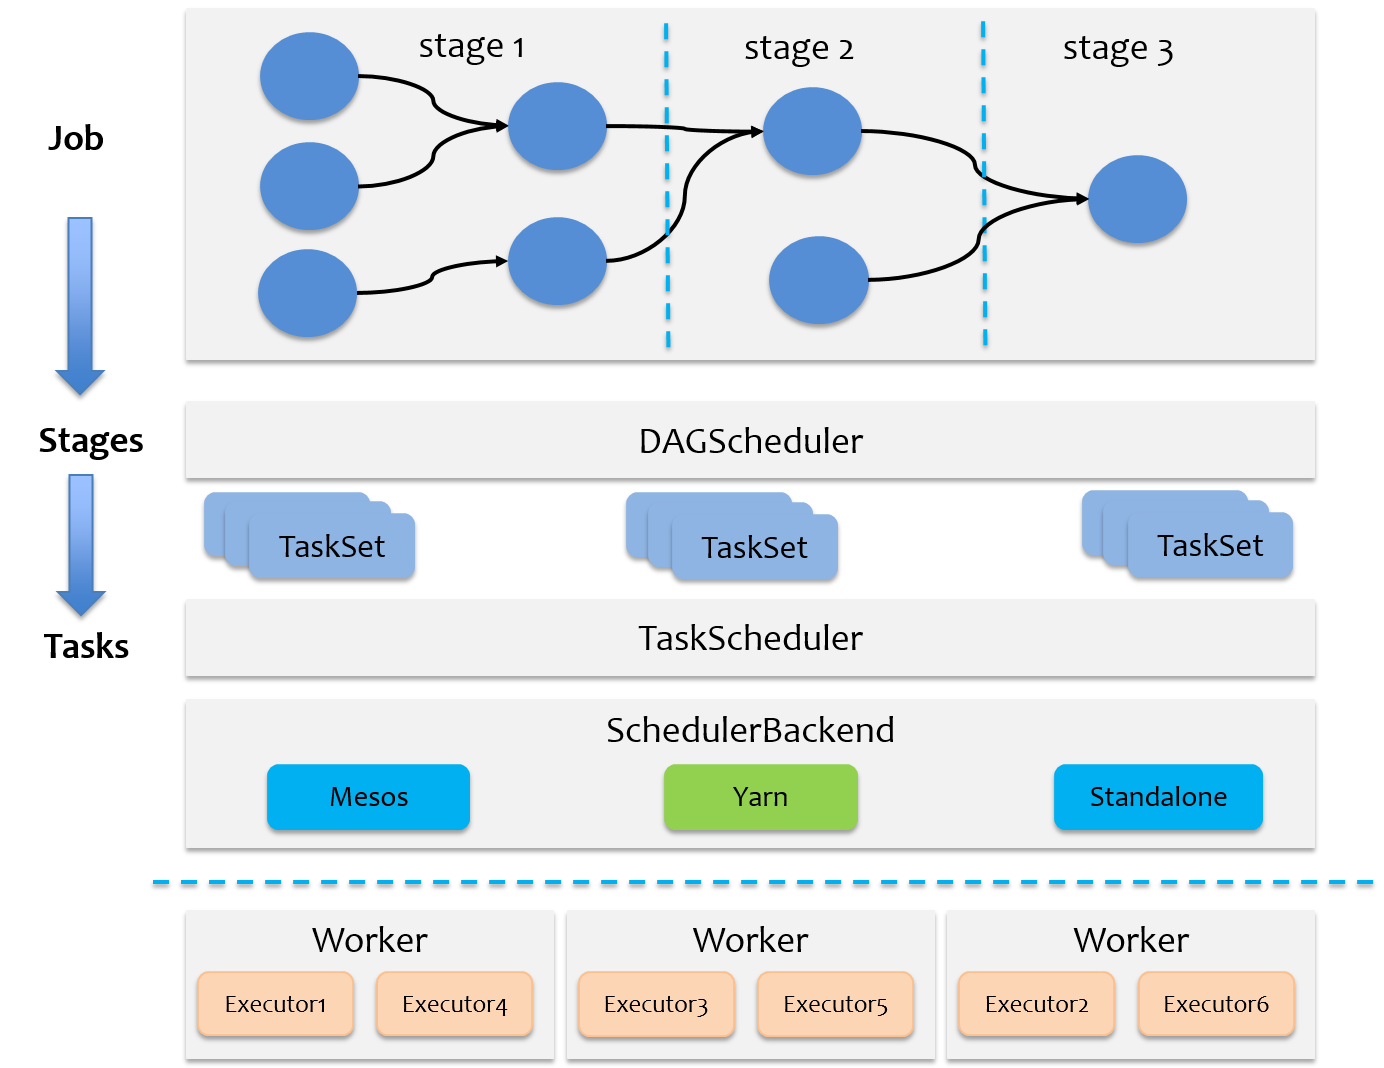 stage 1
stage 2
stage 3
Job
Stages
DAGScheduler
TaskSet
TaskSet
TaskSet
Tasks
TaskScheduler
SchedulerBackend
Mesos
Yarn
Standalone
Worker
Worker
Worker
Executor1
Executor4
Executor3
Executor5
Executor2
Executor6